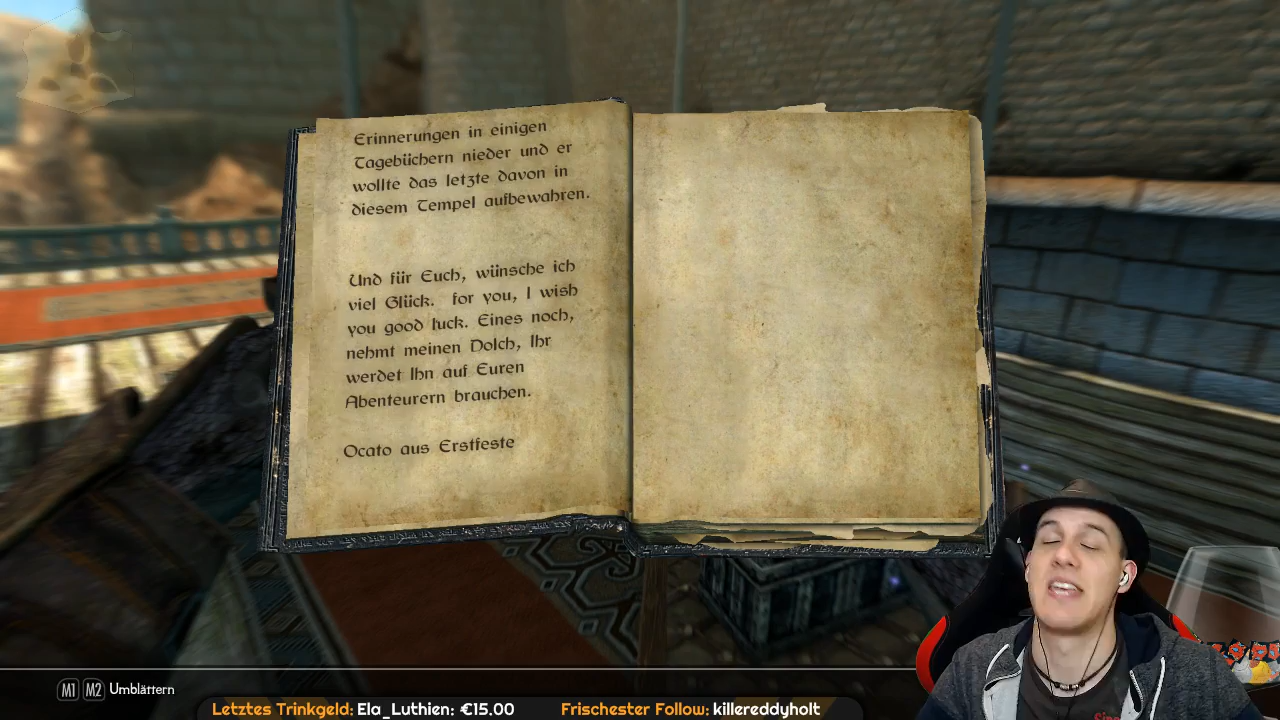 Erinnerungen in einigen
Tagebüchern nieder und er
wollte das letzte davon in
diesem Tempel aufbewahren.
Und für Euch, wünsche ich
viel Glück. for you, I wish
you good luck. Eines noch,
nehmt meinen Dolch, Ihr
werdet Ihn auf Euren
Abenteurern brauchen.
Ocato aus Erstfeste
M1 M2 Umblättern
Letztes Trinkgeld: Ela_Luthien: €15.00 Frischester Follow: killereddyholt